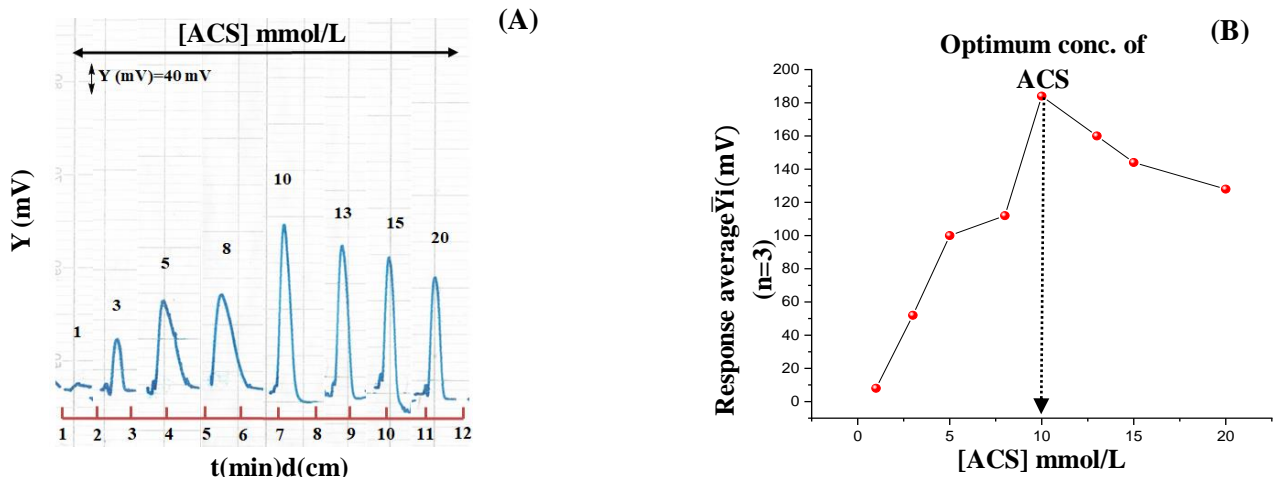 (A)
[ACS] mmol/L
Y (mV)=40 mV
1
3
5
8
10
13
15
20
Y (mV)
1 2 3 4 5 6 7 8 9 10 11 12
t(min)d(cm)
(B)
Optimum conc. of
ACS
200
180
160
140
120
100
80
60
40
20
0
Response averageȲi(mV)
(n=3)
0 5 10 15 20
[ACS] mmol/L